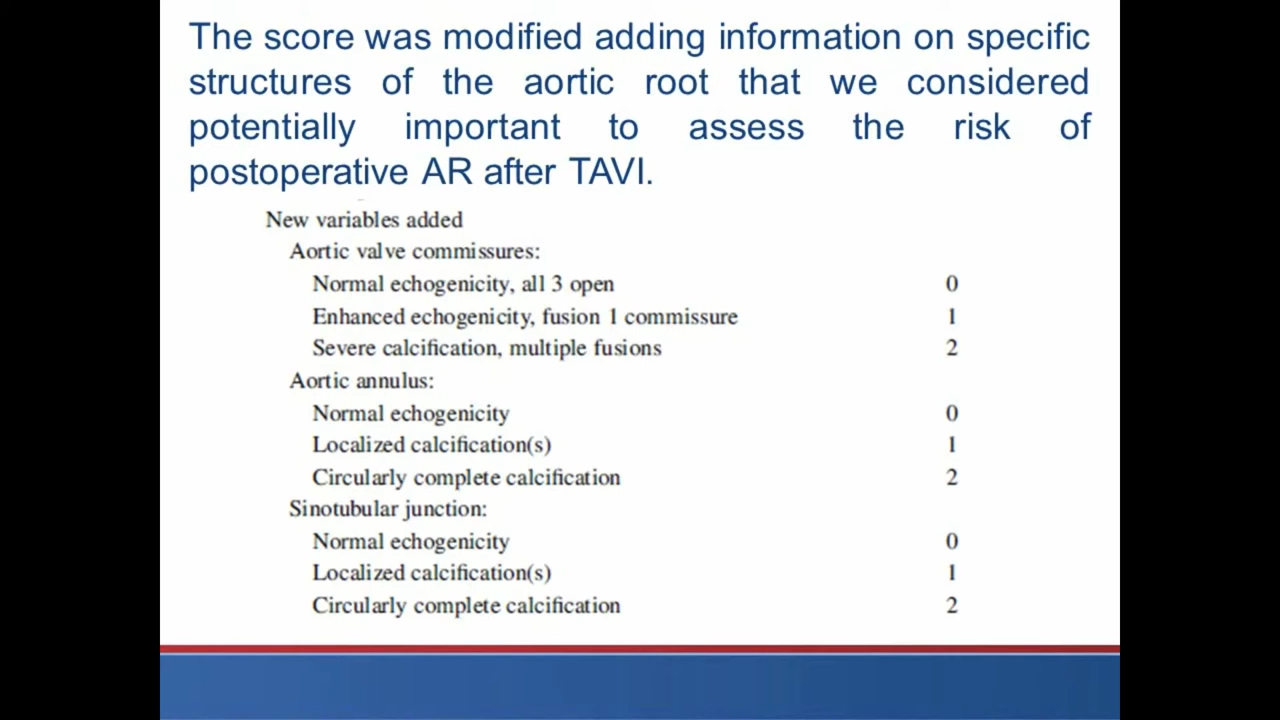 The score was modified adding information on specific
structures of the aortic root that we considered
potentially important to assess the risk of
postoperative AR after TAVI.
New variables added
Aortic valve commissures:
Normal echogenicity, all 3 open 0
Enhanced echogenicity, fusion 1 commissure 1
Severe calcification, multiple fusions 2
Aortic annulus:
Normal echogenicity 0
Localized calcification(s) 1
Circularly complete calcification 2
Sinotubular junction:
Normal echogenicity 0
Localized calcification(s) 1
Circularly complete calcification 2